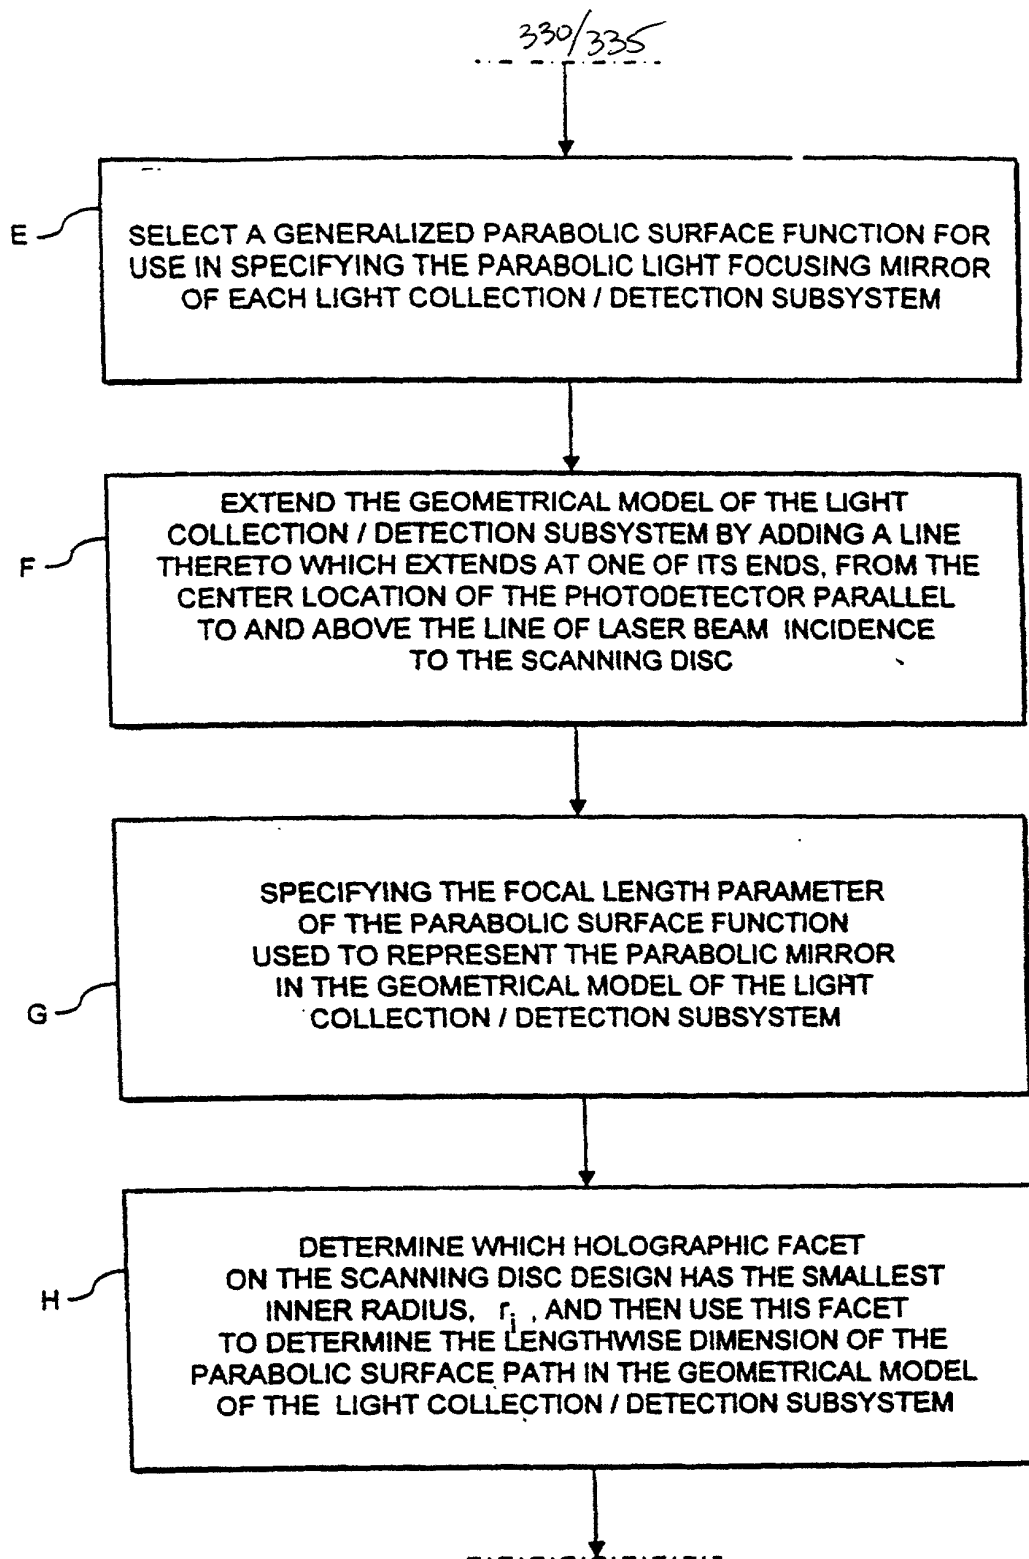 330/335
E
SELECT A GENERALIZED PARABOLIC SURFACE FUNCTION FOR
USE IN SPECIFYING THE PARABOLIC LIGHT FOCUSING MIRROR
OF EACH LIGHT COLLECTION / DETECTION SUBSYSTEM
F
EXTEND THE GEOMETRICAL MODEL OF THE LIGHT
COLLECTION / DETECTION SUBSYSTEM BY ADDING A LINE
THERETO WHICH EXTENDS AT ONE OF ITS ENDS, FROM THE
CENTER LOCATION OF THE PHOTODETECTOR PARALLEL
TO AND ABOVE THE LINE OF LASER BEAM INCIDENCE
TO THE SCANNING DISC
G
SPECIFYING THE FOCAL LENGTH PARAMETER
OF THE PARABOLIC SURFACE FUNCTION
USED TO REPRESENT THE PARABOLIC MIRROR
IN THE GEOMETRICAL MODEL OF THE LIGHT
COLLECTION / DETECTION SUBSYSTEM
H
DETERMINE WHICH HOLOGRAPHIC FACET
ON THE SCANNING DISC DESIGN HAS THE SMALLEST
INNER RADIUS, ri , AND THEN USE THIS FACET
TO DETERMINE THE LENGTHWISE DIMENSION OF THE
PARABOLIC SURFACE PATH IN THE GEOMETRICAL MODEL
OF THE LIGHT COLLECTION / DETECTION SUBSYSTEM